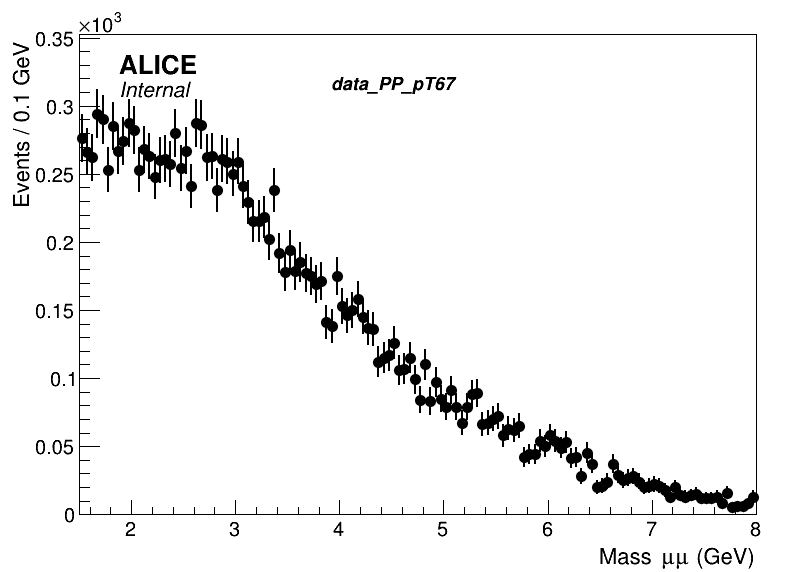 ×10³
0.35
0.3
0.25
0.2
0.15
0.1
0.05
0
Events / 0.1 GeV
ALICE
Internal
data_PP_pT67
2 3 4 5 6 7 8
Mass μμ (GeV)